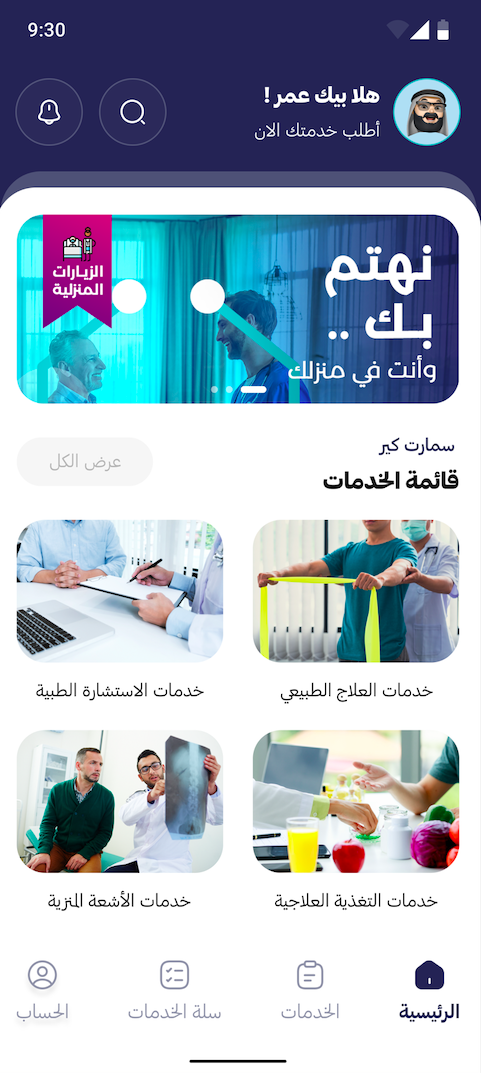 9:30
هلا بيك عمر !
أطلب خدمتك الان
الزيارات
المنزلية
نهتم
بك ..
وأنت في منزلك
سمارت كير
قائمة الخدمات
عرض الكل
خدمات العلاج الطبيعي
خدمات الاستشارة الطبية
خدمات التغذية العلاجية
خدمات الأشعة المنزية
الرئيسية
الخدمات
سلة الخدمات
الحساب